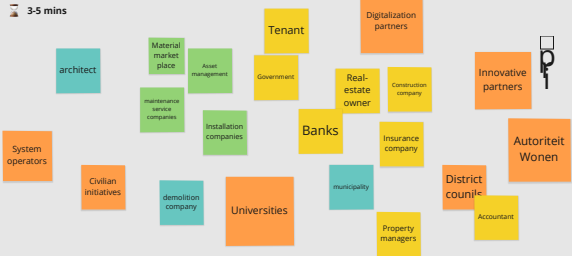 3-5 mins
Digitalization
partners
Tenant
Material
market
place
architect
Asset
management
Government
Real-
estate
owner
Construction
company
Innovative
partners
maintenance
service
companies
Installation
companies
Banks
Insurance
company
Autoriteit
Wonen
System
operators
Civilian
initiatives
demolition
company
Universities
municipality
District
counils
Accountant
Property
managers